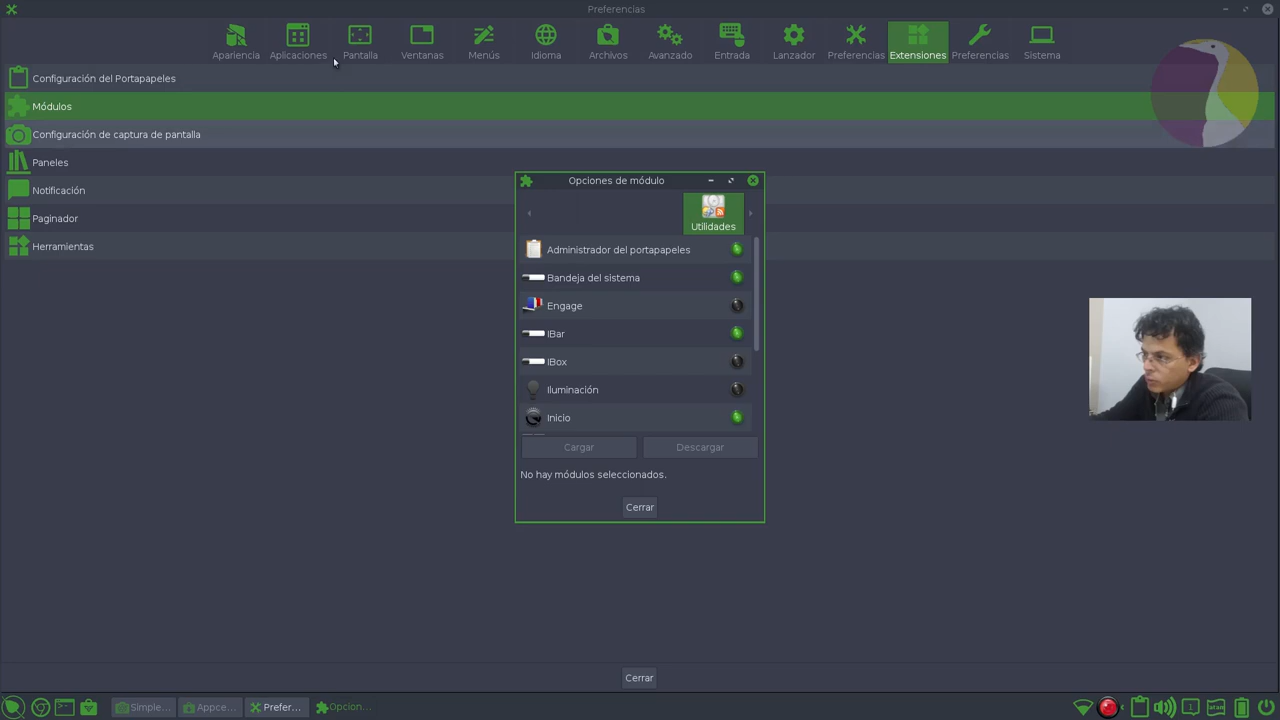 Preferencias
Apariencia Aplicaciones Pantalla Ventanas Menús Idioma Archivos Avanzado Entrada Lanzador Preferencias Extensiones Preferencias Sistema
Configuración del Portapapeles
Módulos
Configuración de captura de pantalla
Paneles
Notificación
Paginador
Herramientas
Opciones de módulo
Utilidades
Administrador del portapapeles
Bandeja del sistema
Engage
IBar
IBox
Iluminación
Inicio
Cargar Descargar
No hay módulos seleccionados.
Cerrar
Cerrar
Simple... Appce... Prefer... Opcion...